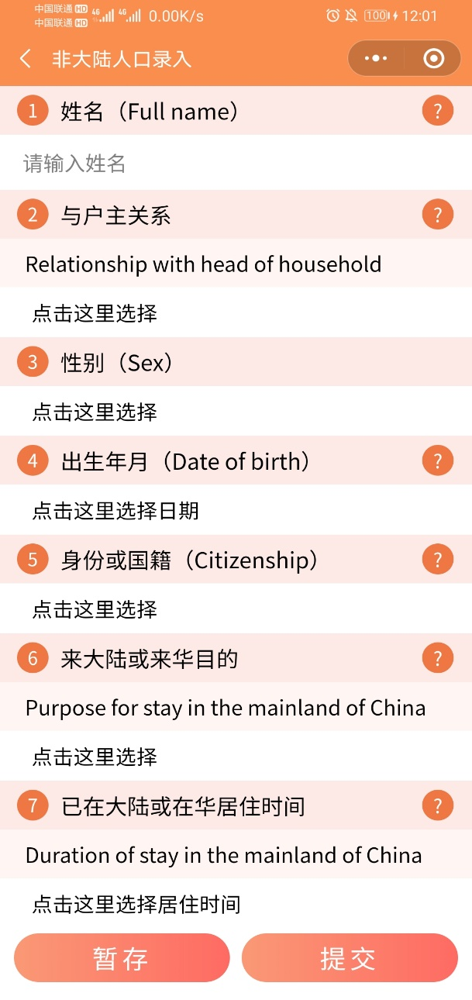 中国联通 HD 4G 4G 0.00K/s 100 12:01
中国联通 HD
非大陆人口录入
1 姓名（Full name） ?
请输入姓名
2 与户主关系 ?
Relationship with head of household
点击这里选择
3 性别（Sex）
点击这里选择
4 出生年月（Date of birth） ?
点击这里选择日期
5 身份或国籍（Citizenship） ?
点击这里选择
6 来大陆或来华目的 ?
Purpose for stay in the mainland of China
点击这里选择
7 已在大陆或在华居住时间 ?
Duration of stay in the mainland of China
点击这里选择居住时间
暂存 提交